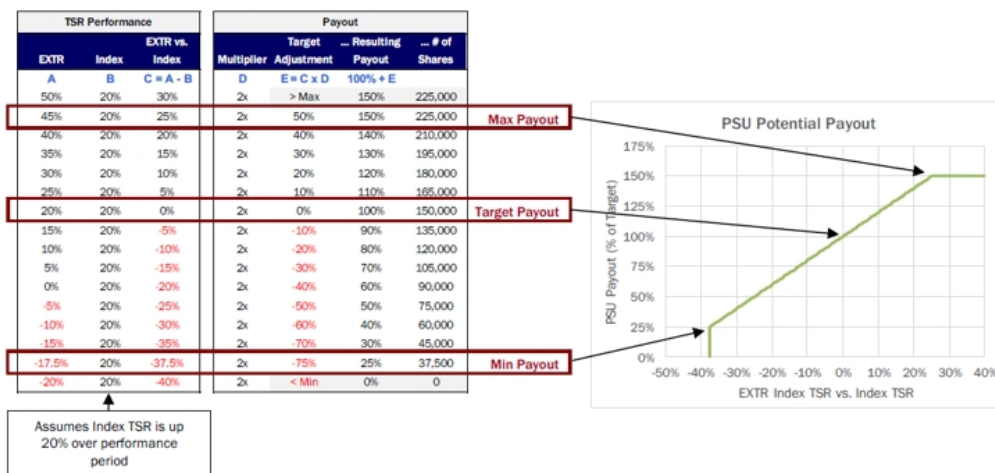 TSR Performance
Payout
EXTR vs. Target ... Resulting ... # of
EXTR Index Index Multiplier Adjustment Payout Shares
A B C = A - B D E = C x D 100% + E
50% 20% 30% 2x > Max 150% 225,000
45% 20% 25% 2x 50% 150% 225,000 Max Payout
40% 20% 20% 2x 40% 140% 210,000
35% 20% 15% 2x 30% 130% 195,000
30% 20% 10% 2x 20% 120% 180,000
25% 20% 5% 2x 10% 110% 165,000
20% 20% 0% 2x 0% 100% 150,000 Target Payout
15% 20% -5% 2x -10% 90% 135,000
10% 20% -10% 2x -20% 80% 120,000
5% 20% -15% 2x -30% 70% 105,000
0% 20% -20% 2x -40% 60% 90,000
-5% 20% -25% 2x -50% 50% 75,000
-10% 20% -30% 2x -60% 40% 60,000
-15% 20% -35% 2x -70% 30% 45,000
-17.5% 20% -37.5% 2x -75% 25% 37,500 Min Payout
-20% 20% -40% 2x < Min 0% 0
Assumes Index TSR is up
20% over performance
period
PSU Potential Payout
PSU Payout (% of Target)
175%
150%
125%
100%
75%
50%
25%
0%
-50% -40% -30% -20% -10% 0% 10% 20% 30% 40%
EXTR Index TSR vs. Index TSR